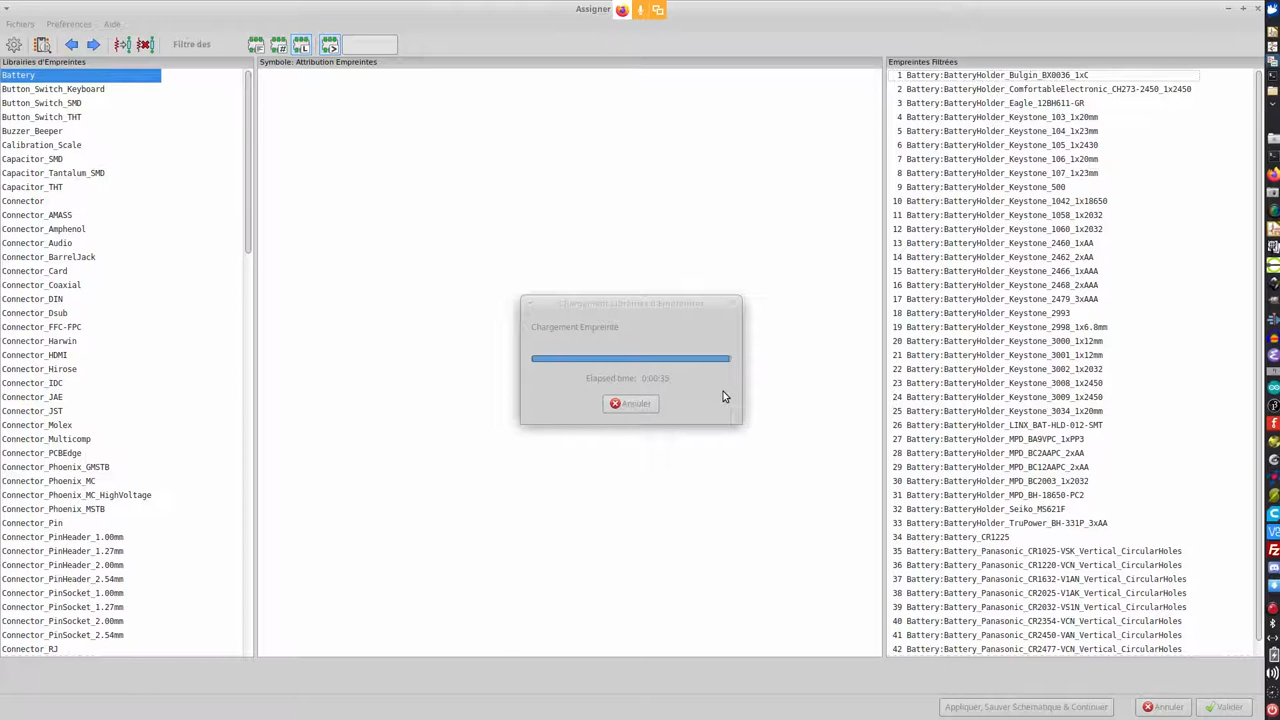 Assigner
Fichiers
Préférences
Aide
Filtre des
Librairies d'Empreintes
Battery
Button_Switch_Keyboard
Button_Switch_SMD
Button_Switch_THT
Buzzer_Beeper
Calibration_Scale
Capacitor_SMD
Capacitor_Tantalum_SMD
Capacitor_THT
Connector
Connector_AMASS
Connector_Amphenol
Connector_Audio
Connector_BarrelJack
Connector_Card
Connector_Coaxial
Connector_DIN
Connector_Dsub
Connector_FFC-FPC
Connector_Harwin
Connector_HDMI
Connector_Hirose
Connector_IDC
Connector_JAE
Connector_JST
Connector_Molex
Connector_Multicomp
Connector_PCBEdge
Connector_Phoenix_GMSTB
Connector_Phoenix_MC
Connector_Phoenix_MC_HighVoltage
Connector_Phoenix_MSTB
Connector_Pin
Connector_PinHeader_1.00mm
Connector_PinHeader_1.27mm
Connector_PinHeader_2.00mm
Connector_PinHeader_2.54mm
Connector_PinSocket_1.00mm
Connector_PinSocket_1.27mm
Connector_PinSocket_2.00mm
Connector_PinSocket_2.54mm
Connector_RJ
Symbole: Attribution Empreintes
Chargement Librairies d'Empreintes
Chargement Empreinte
Elapsed time: 0:00:35
Annuler
Empreintes Filtrées
1 Battery:BatteryHolder_Bulgin_BX0036_1xC
2 Battery:BatteryHolder_ComfortableElectronic_CH273-2450_1x2450
3 Battery:BatteryHolder_Eagle_12BH611-GR
4 Battery:BatteryHolder_Keystone_103_1x20mm
5 Battery:BatteryHolder_Keystone_104_1x23mm
6 Battery:BatteryHolder_Keystone_105_1x2430
7 Battery:BatteryHolder_Keystone_106_1x20mm
8 Battery:BatteryHolder_Keystone_107_1x23mm
9 Battery:BatteryHolder_Keystone_500
10 Battery:BatteryHolder_Keystone_1042_1x18650
11 Battery:BatteryHolder_Keystone_1058_1x2032
12 Battery:BatteryHolder_Keystone_1060_1x2032
13 Battery:BatteryHolder_Keystone_2460_1xAA
14 Battery:BatteryHolder_Keystone_2462_2xAA
15 Battery:BatteryHolder_Keystone_2466_1xAAA
16 Battery:BatteryHolder_Keystone_2468_2xAAA
17 Battery:BatteryHolder_Keystone_2479_3xAAA
18 Battery:BatteryHolder_Keystone_2993
19 Battery:BatteryHolder_Keystone_2998_1x6.8mm
20 Battery:BatteryHolder_Keystone_3000_1x12mm
21 Battery:BatteryHolder_Keystone_3001_1x12mm
22 Battery:BatteryHolder_Keystone_3002_1x2032
23 Battery:BatteryHolder_Keystone_3008_1x2450
24 Battery:BatteryHolder_Keystone_3009_1x2450
25 Battery:BatteryHolder_Keystone_3034_1x20mm
26 Battery:BatteryHolder_LINX_BAT-HLD-012-SMT
27 Battery:BatteryHolder_MPD_BA9VPC_1xPP3
28 Battery:BatteryHolder_MPD_BC2AAPC_2xAA
29 Battery:BatteryHolder_MPD_BC12AAPC_2xAA
30 Battery:BatteryHolder_MPD_BC2003_1x2032
31 Battery:BatteryHolder_MPD_BH-18650-PC2
32 Battery:BatteryHolder_Seiko_MS621F
33 Battery:BatteryHolder_TruPower_BH-331P_3xAA
34 Battery:Battery_CR1225
35 Battery:Battery_Panasonic_CR1025-VSK_Vertical_CircularHoles
36 Battery:Battery_Panasonic_CR1220-VCN_Vertical_CircularHoles
37 Battery:Battery_Panasonic_CR1632-V1AN_Vertical_CircularHoles
38 Battery:Battery_Panasonic_CR2025-V1AK_Vertical_CircularHoles
39 Battery:Battery_Panasonic_CR2032-VS1N_Vertical_CircularHoles
40 Battery:Battery_Panasonic_CR2354-VCN_Vertical_CircularHoles
41 Battery:Battery_Panasonic_CR2450-VAN_Vertical_CircularHoles
42 Battery:Battery_Panasonic_CR2477-VCN_Vertical_CircularHoles
Appliquer, Sauver Schématique & Continuer
Annuler
Valider